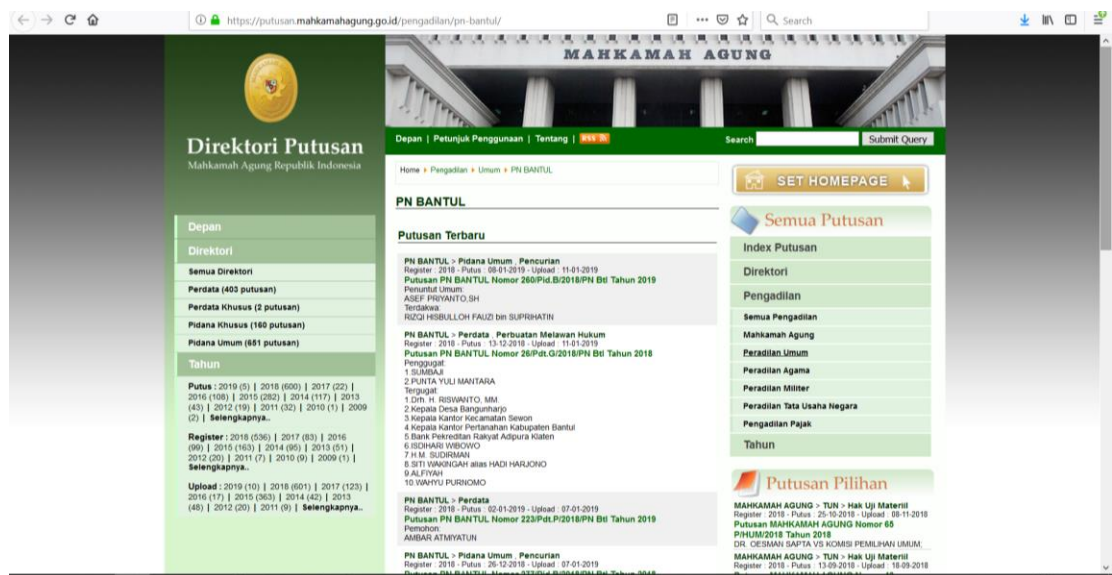 https://putusan.mahkamahagung.go.id/pengadilan/pn-bantul/
Search
MAHKAMAH AGUNG
Direktori Putusan
Mahkamah Agung Republik Indonesia
Depan | Petunjuk Penggunaan | Tentang | RSS
Search
Submit Query
Depan
Direktori
Semua Direktori
Perdata (403 putusan)
Perdata Khusus (2 putusan)
Pidana Khusus (160 putusan)
Pidana Umum (651 putusan)
Tahun
Putus : 2019 (5) | 2018 (600) | 2017 (22) |
2016 (108) | 2015 (282) | 2014 (117) | 2013
(43) | 2012 (19) | 2011 (32) | 2010 (1) | 2009
(2) | Selengkapnya..
Register : 2018 (536) | 2017 (83) | 2016
(99) | 2015 (163) | 2014 (95) | 2013 (51) |
2012 (20) | 2011 (7) | 2010 (9) | 2009 (1) |
Selengkapnya..
Upload : 2019 (10) | 2018 (601) | 2017 (123) |
2016 (17) | 2015 (363) | 2014 (42) | 2013
(48) | 2012 (20) | 2011 (9) | Selengkapnya..
Home Pengadilan Umum PN BANTUL
PN BANTUL
Putusan Terbaru
PN BANTUL > Pidana Umum , Pencurian
Register : 2018 - Putus : 08-01-2019 - Upload : 11-01-2019
Putusan PN BANTUL Nomor 260/Pid.B/2018/PN Btl Tahun 2019
Penuntut Umum:
ASEF PRIYANTO,SH
Terdakwa:
RIZQI HISBULLOH FAUZI bin SUPRIHATIN
PN BANTUL > Perdata , Perbuatan Melawan Hukum
Register : 2018 - Putus : 13-12-2018 - Upload : 11-01-2019
Putusan PN BANTUL Nomor 26/Pdt.G/2018/PN Btl Tahun 2018
Penggugat:
1.SUMBAJI
2.PUNTA YULI MANTARA
Tergugat:
1.Drh. H. RISWANTO, MM.
2.Kepala Desa Bangunharjo
3.Kepala Kantor Kecamatan Sewon
4.Kepala Kantor Pertanahan Kabupaten Bantul
5.Bank Pekreditan Rakyat Adipura Klaten
6.ISDIHARI WIBOWO
7.H.M. SUDIRMAN
8.SITI WAKINGAH alias HADI HARJONO
9.ALFIYAH
10.WAHYU PURNOMO
PN BANTUL > Perdata
Register : 2018 - Putus : 02-01-2019 - Upload : 07-01-2019
Putusan PN BANTUL Nomor 223/Pdt.P/2018/PN Btl Tahun 2019
Pemohon:
AMBAR ATMIYATUN
PN BANTUL > Pidana Umum , Pencurian
Register : 2018 - Putus : 26-12-2018 - Upload : 07-01-2019
Putusan PN BANTUL Nomor 277/Pid.B/2018/PN Btl Tahun 2018
SET HOMEPAGE
Semua Putusan
Index Putusan
Direktori
Pengadilan
Semua Pengadilan
Mahkamah Agung
Peradilan Umum
Peradilan Agama
Peradilan Militer
Peradilan Tata Usaha Negara
Pengadilan Pajak
Tahun
Putusan Pilihan
MAHKAMAH AGUNG > TUN > Hak Uji Materiil
Register : 2018 - Putus : 25-10-2018 - Upload : 08-11-2018
Putusan MAHKAMAH AGUNG Nomor 65
P/HUM/2018 Tahun 2018
DR. OESMAN SAPTA VS KOMISI PEMILIHAN UMUM;
MAHKAMAH AGUNG > TUN > Hak Uji Materiil
Register : 2018 - Putus : 13-09-2018 - Upload : 18-09-2018